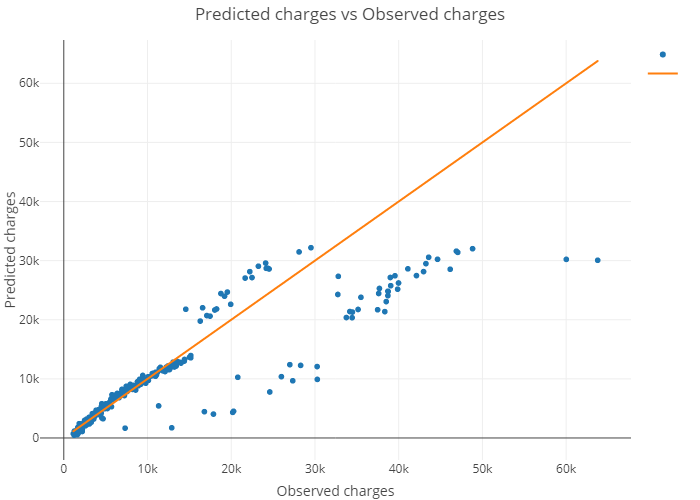 Predicted charges vs Observed charges
60k
50k
40k
30k
20k
10k
0
Predicted charges
0
10k
20k
30k
40k
50k
60k
Observed charges